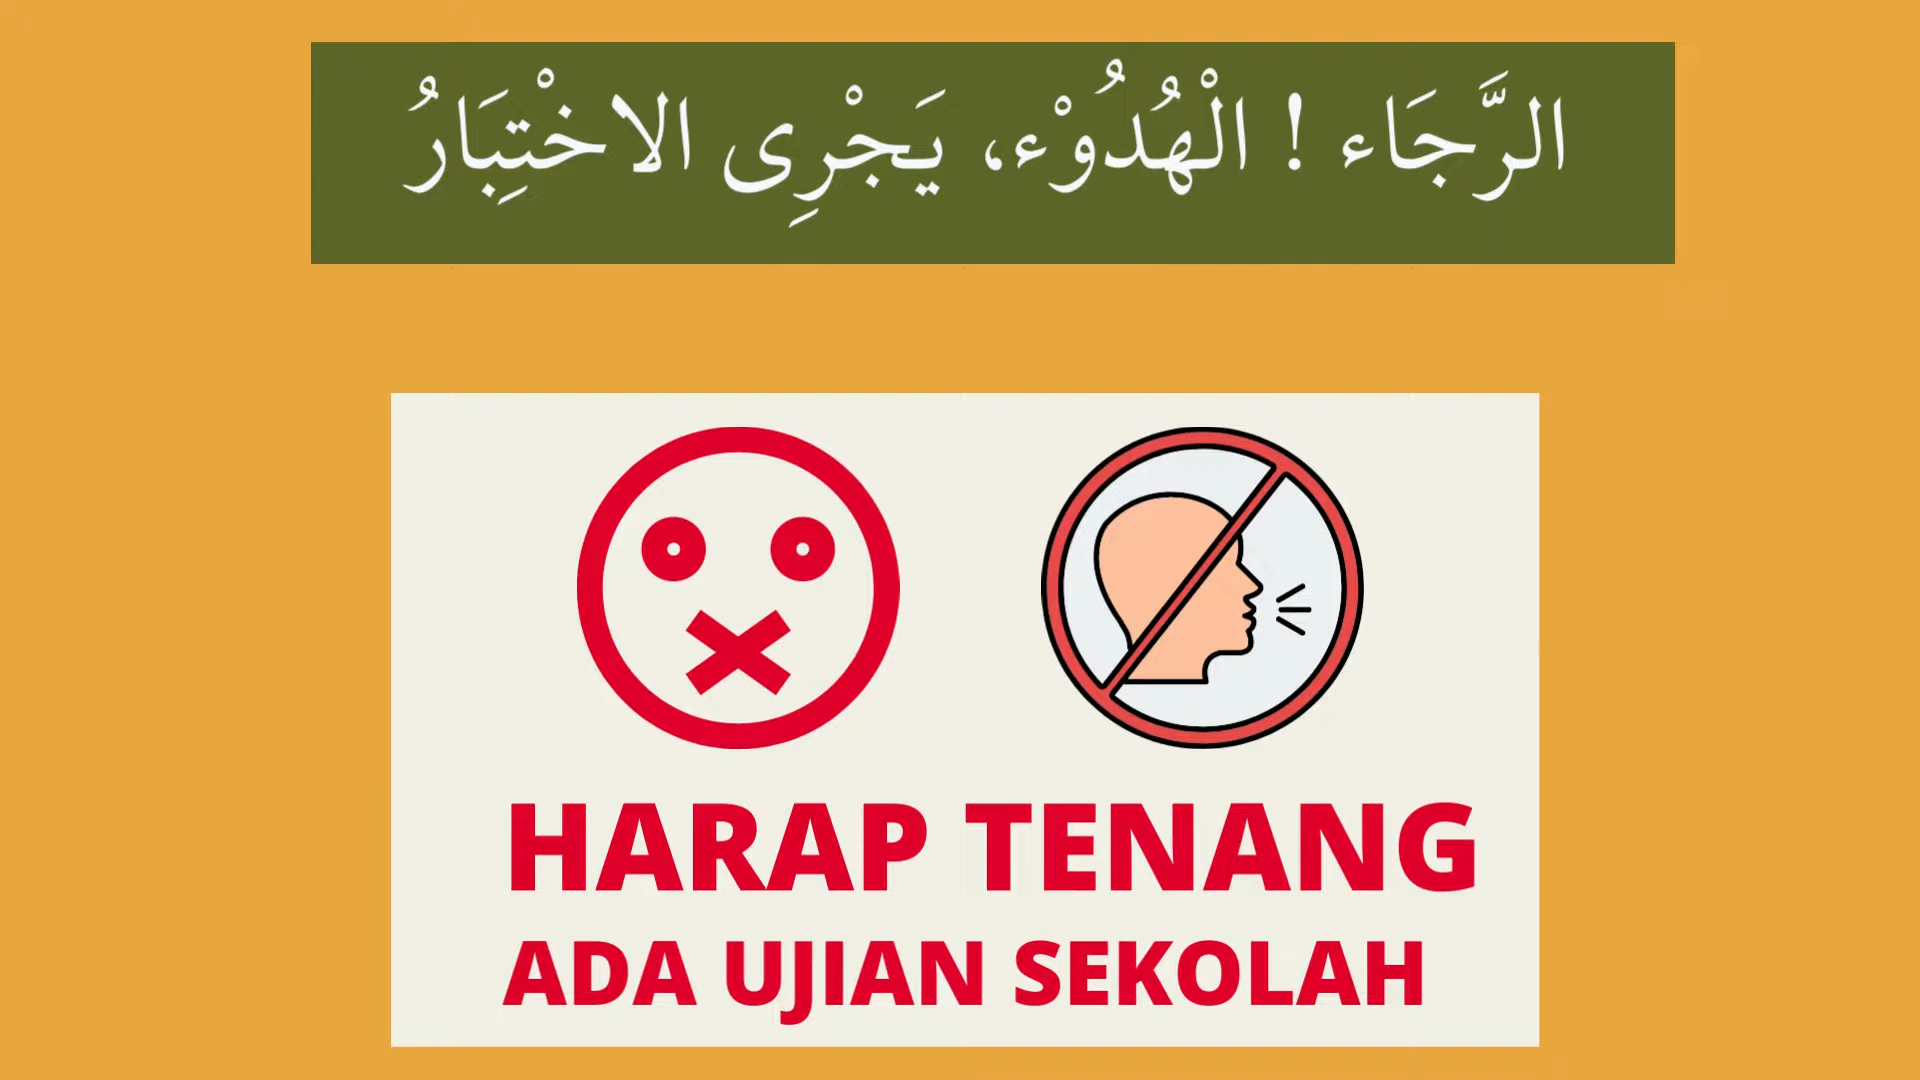 الرَّجَاء ! الْهُدُوْء، يَجْرِى الاخْتِبَارُ
HARAP TENANG
ADA UJIAN SEKOLAH